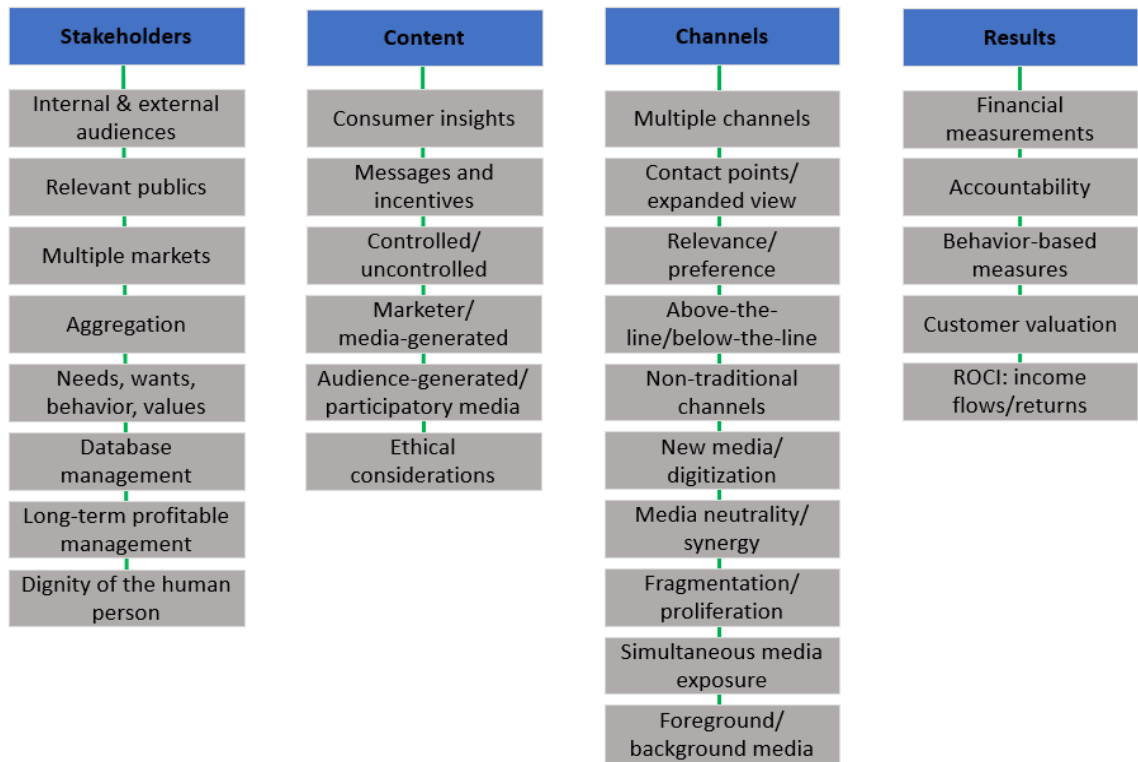 Stakeholders
Internal & external
audiences
Relevant publics
Multiple markets
Aggregation
Needs, wants,
behavior, values
Database
management
Long-term profitable
management
Dignity of the human
person
Content
Consumer insights
Messages and
incentives
Controlled/
uncontrolled
Marketer/
media-generated
Audience-generated/
participatory media
Ethical
considerations
Channels
Multiple channels
Contact points/
expanded view
Relevance/
preference
Above-the-
line/below-the-line
Non-traditional
channels
New media/
digitization
Media neutrality/
synergy
Fragmentation/
proliferation
Simultaneous media
exposure
Foreground/
background media
Results
Financial
measurements
Accountability
Behavior-based
measures
Customer valuation
ROCI: income
flows/returns